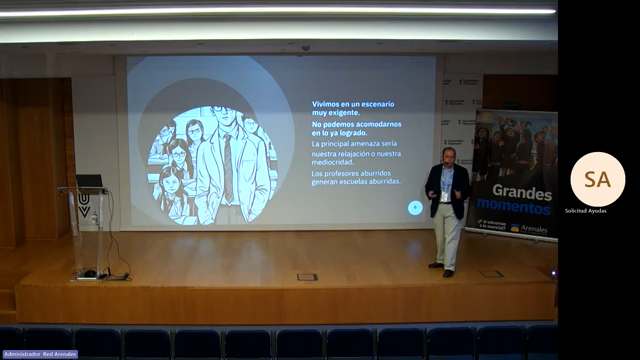 Vivimos en un escenario
muy exigente.
No podemos acomodarnos
en lo ya logrado.
La principal amenaza sería
nuestra relajación o nuestra
mediocridad.
Los profesores aburridos
generan escuelas aburridas.
Grandes
momentos
Arenales
SA
Solicitud Ayudas
Administrador Red Arenales